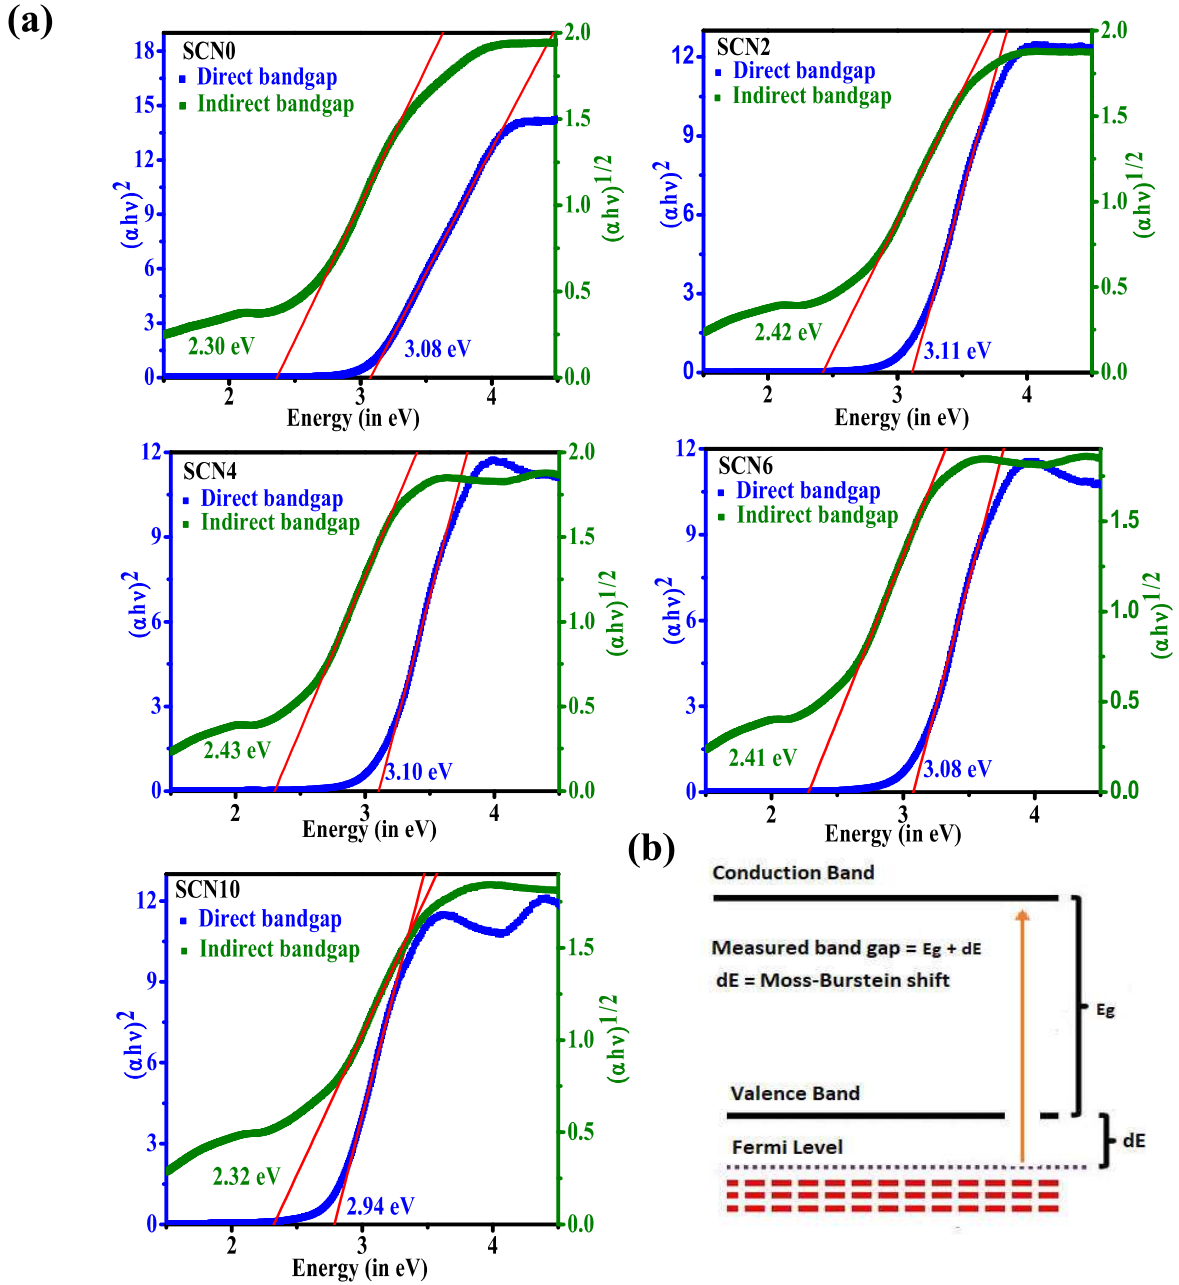 (a)
SCN0
Direct bandgap
Indirect bandgap
18
15
12
9
6
3
0
2.0
1.5
1.0
0.5
0.0
(αhν)2
(αhν)1/2
2.30 eV
3.08 eV
2 3 4
Energy (in eV)
SCN2
Direct bandgap
Indirect bandgap
12
9
6
3
0
2.0
1.5
1.0
0.5
0.0
(αhν)2
(αhν)1/2
2.42 eV
3.11 eV
2 3 4
Energy (in eV)
SCN4
Direct bandgap
Indirect bandgap
12
9
6
3
0
2.0
1.5
1.0
0.5
0.0
(αhν)2
(αhν)1/2
2.43 eV
3.10 eV
2 3 4
Energy (in eV)
SCN6
Direct bandgap
Indirect bandgap
12
9
6
3
0
1.5
1.0
0.5
0.0
(αhν)2
(αhν)1/2
2.41 eV
3.08 eV
2 3 4
Energy (in eV)
SCN10
Direct bandgap
Indirect bandgap
12
9
6
3
0
1.5
1.0
0.5
0.0
(αhν)2
(αhν)1/2
2.32 eV
2.94 eV
2 3 4
Energy (in eV)
(b)
Conduction Band
Measured band gap = Eg + dE
dE = Moss-Burstein shift
Eg
Valence Band
Fermi Level
dE